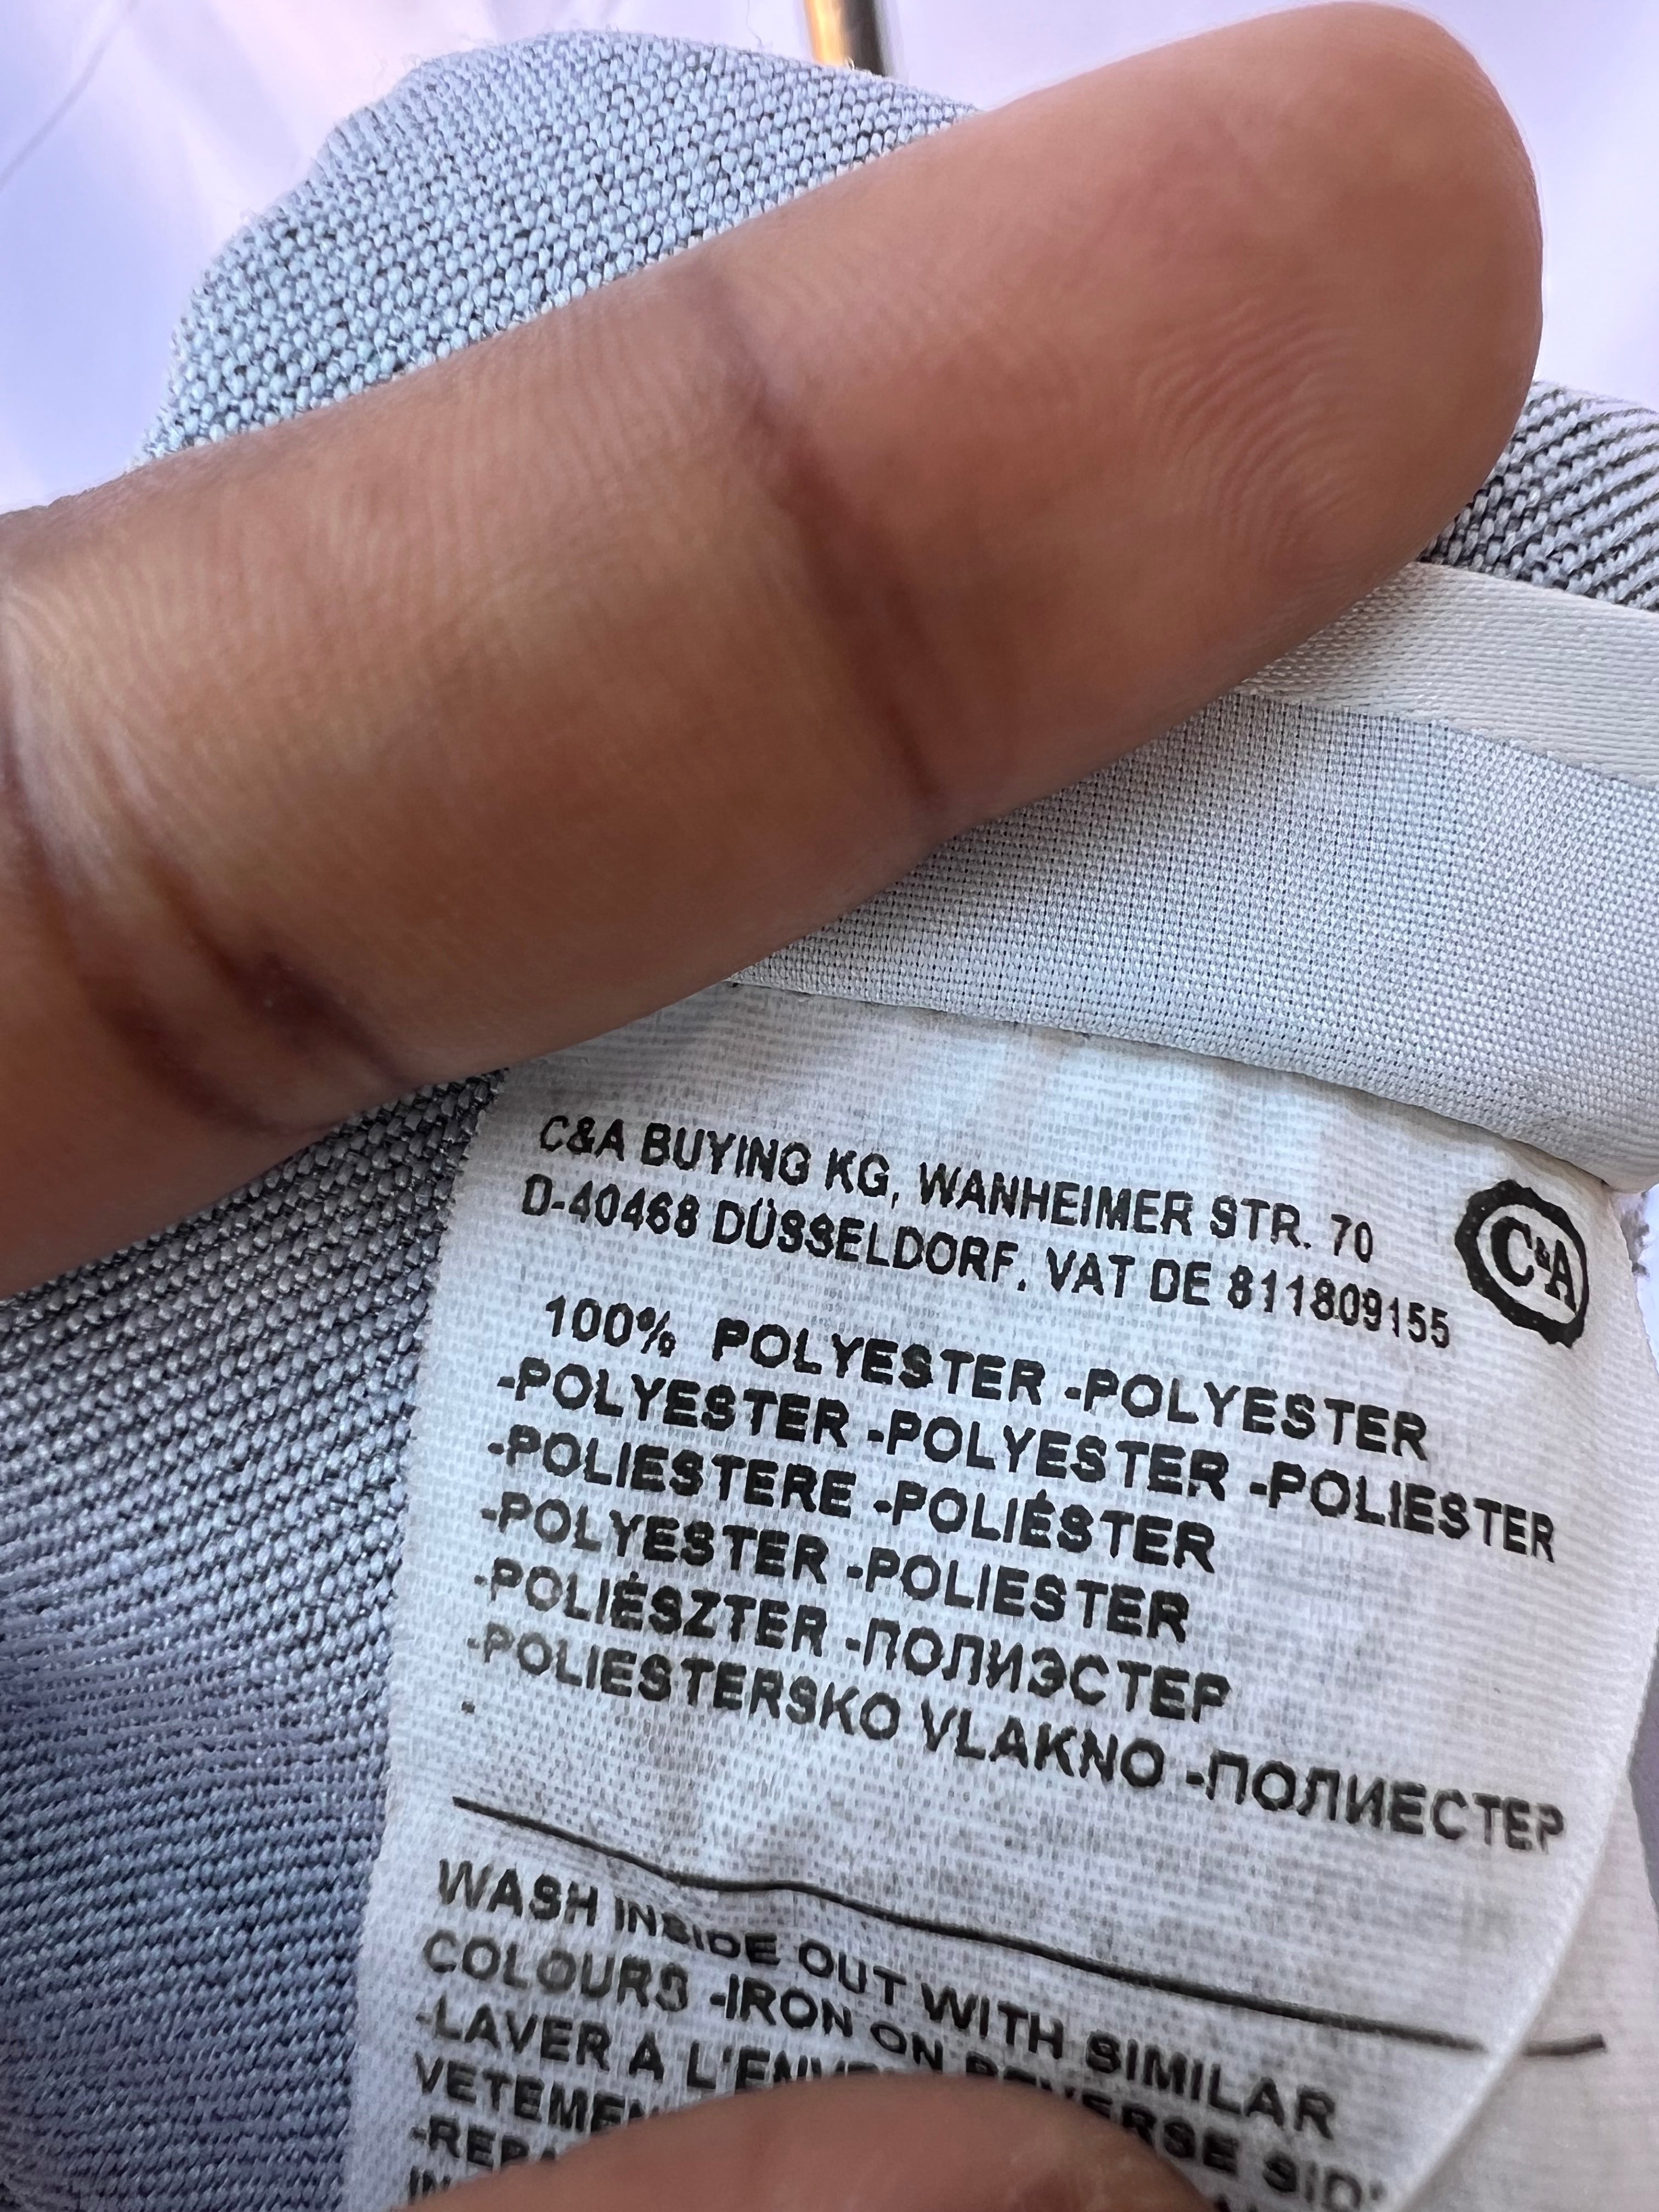 C&A BUYING KG, WANHEIMER STR. 70
D-40468 DÜSSELDORF, VAT DE 811809155
C&A
100% POLYESTER -POLYESTER
-POLYESTER -POLYESTER -POLIESTER
-POLIESTERE -POLIÉSTER
-POLYESTER -POLIESTER
-POLIÉSZTER -ПОЛИЭСТЕР
-POLIESTERSKO VLAKNO -ПОЛИЕСТЕР
-
WASH INSIDE OUT WITH SIMILAR
COLOURS -IRON ON REVERSE SIDE
-LAVER A